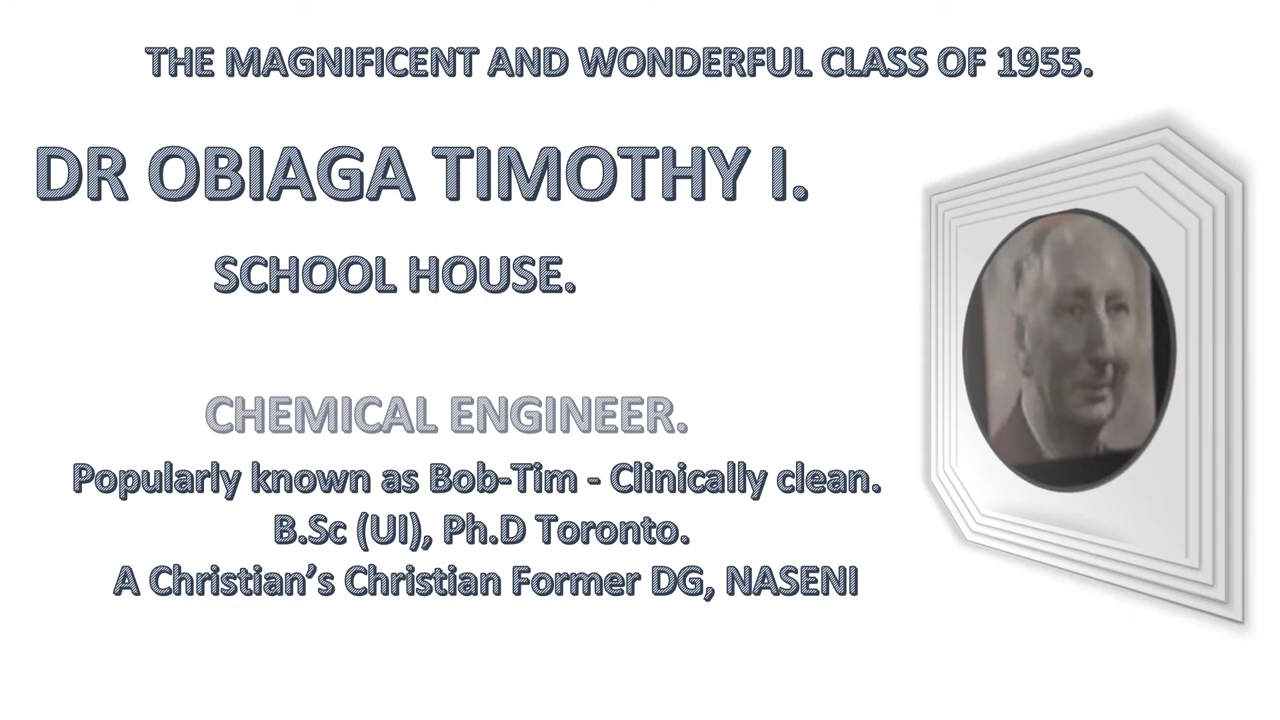 THE MAGNIFICENT AND WONDERFUL CLASS OF 1955.
DR OBIAGA TIMOTHY I.
SCHOOL HOUSE.
CHEMICAL ENGINEER.
Popularly known as Bob-Tim - Clinically clean.
B.Sc (UI), Ph.D Toronto.
A Christian’s Christian Former DG, NASENI